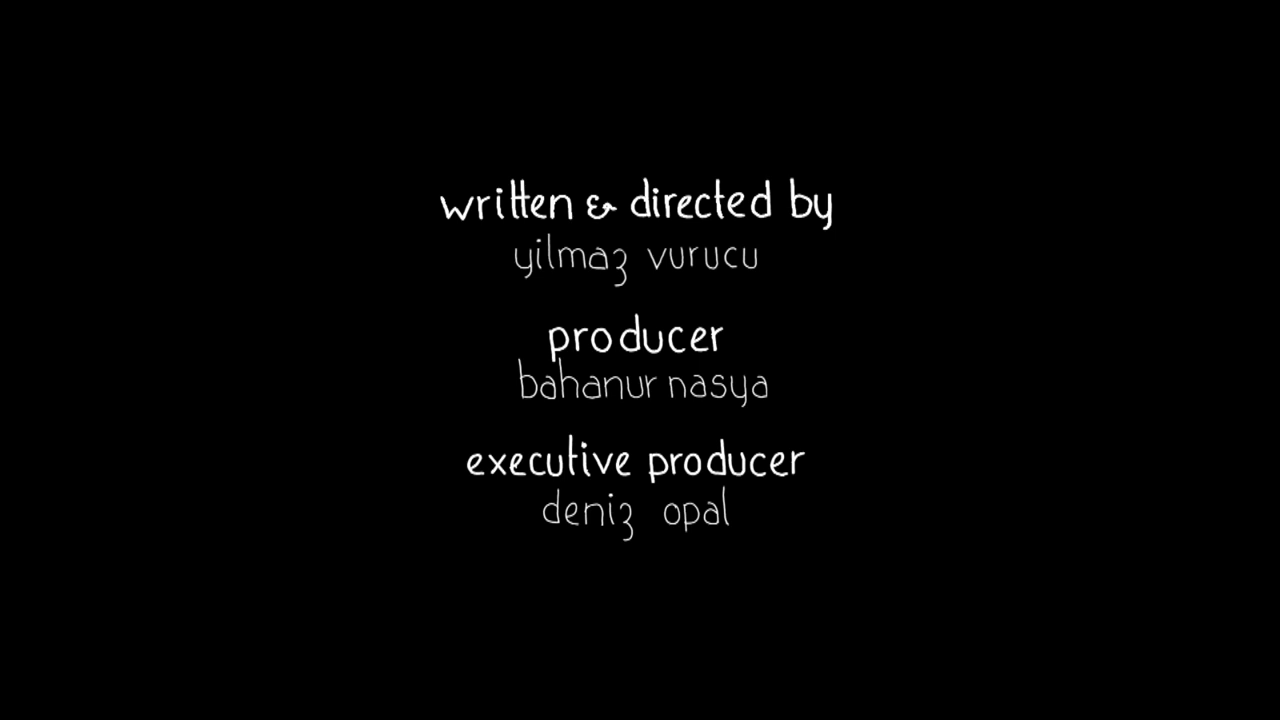 written & directed by
yilmaz vurucu
producer
bahanur nasya
executive producer
deniz opal